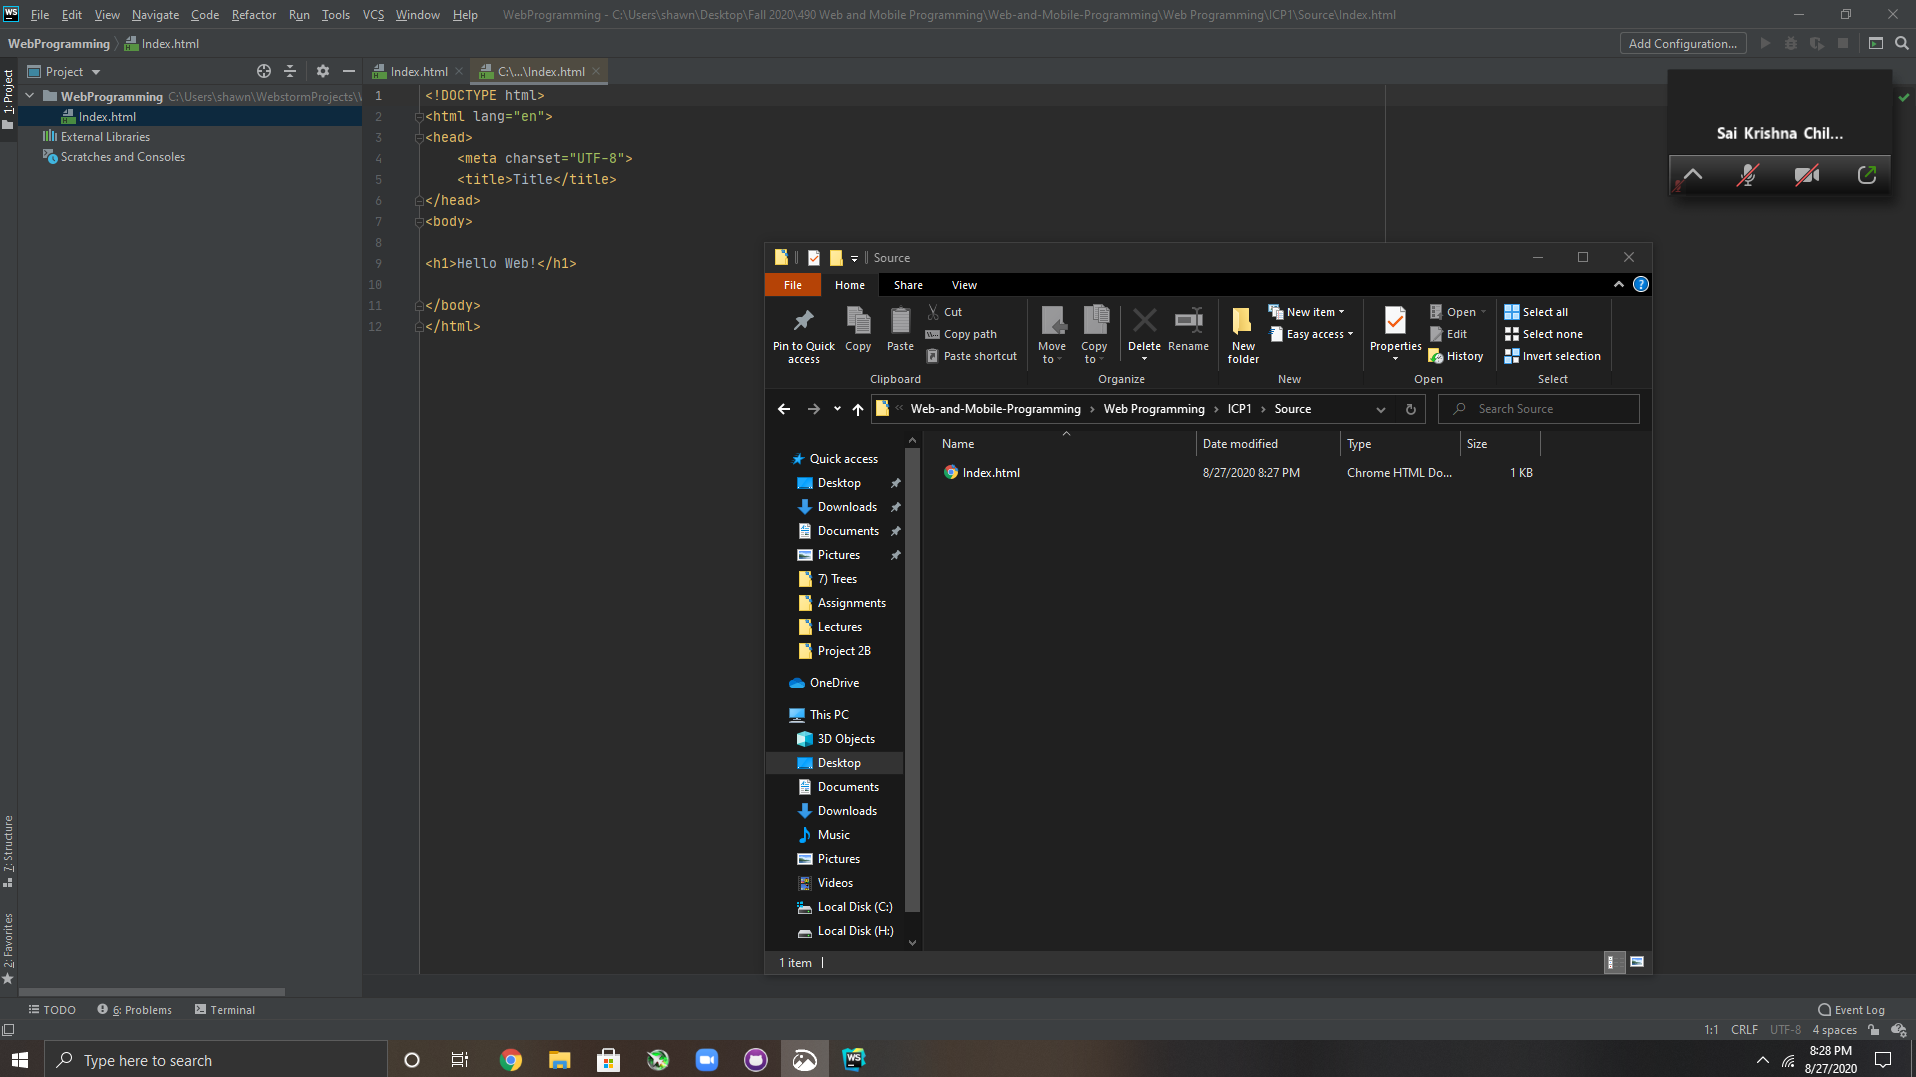 WS File Edit View Navigate Code Refactor Run Tools VCS Window Help WebProgramming - C:\Users\shawn\Desktop\Fall 2020\490 Web and Mobile Programming\Web-and-Mobile-Programming\Web Programming\ICP1\Source\Index.html
WebProgramming Index.html Add Configuration...
Project Index.html C:\...\Index.html
1: Project
WebProgramming C:\Users\shawn\WebstormProjects\
Index.html
External Libraries
Scratches and Consoles
7: Structure
2: Favorites
1 <!DOCTYPE html>
2 <html lang="en">
3 <head>
4 <meta charset="UTF-8">
5 <title>Title</title>
6 </head>
7 <body>
8
9 <h1>Hello Web!</h1>
10
11 </body>
12 </html>
Sai Krishna Chil...
Source
File Home Share View
Pin to Quick access
Copy
Paste
Cut
Copy path
Paste shortcut
Clipboard
Move to
Copy to
Delete
Rename
Organize
New folder
New item
Easy access
New
Properties
Open
Edit
History
Open
Select all
Select none
Invert selection
Select
Web-and-Mobile-Programming Web Programming ICP1 Source
Search Source
Name Date modified Type Size
Index.html 8/27/2020 8:27 PM Chrome HTML Do... 1 KB
Quick access
Desktop
Downloads
Documents
Pictures
7) Trees
Assignments
Lectures
Project 2B
OneDrive
This PC
3D Objects
Desktop
Documents
Downloads
Music
Pictures
Videos
Local Disk (C:)
Local Disk (H:)
1 item
TODO 6: Problems Terminal Event Log
1:1 CRLF UTF-8 4 spaces
Type here to search
WS
8:28 PM
8/27/2020